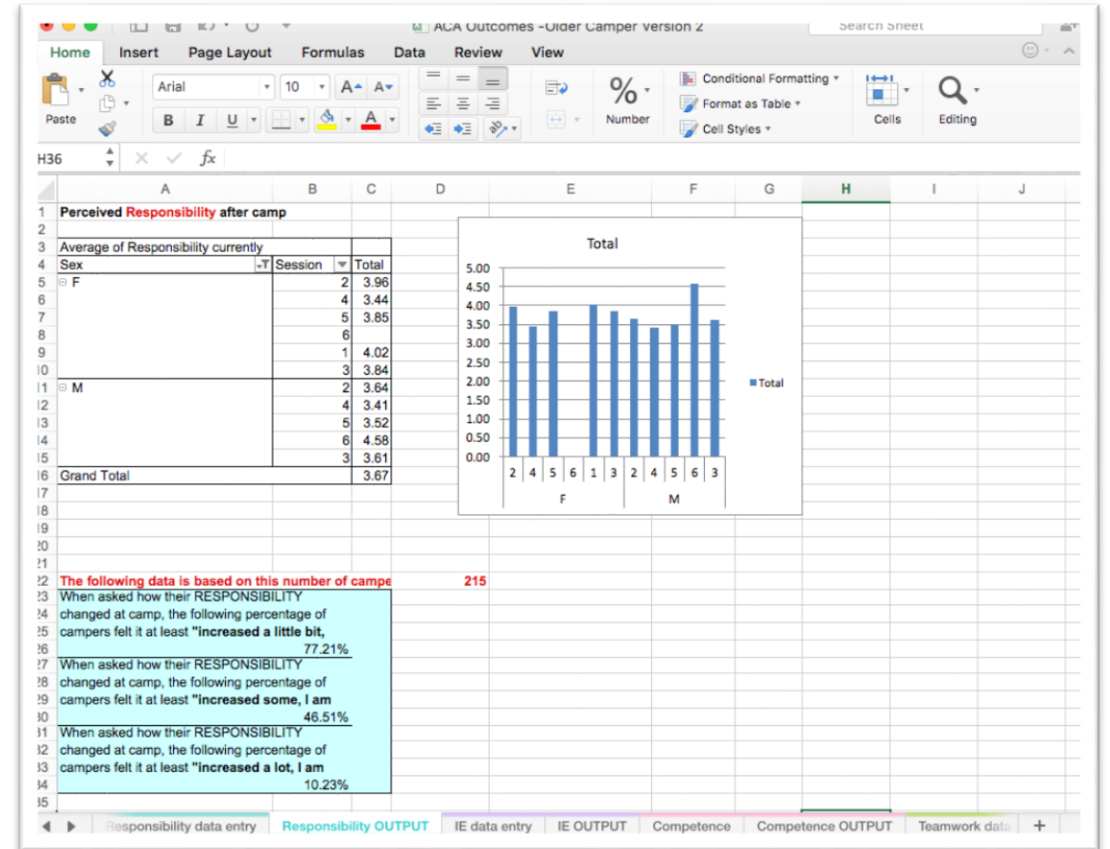 ACA Outcomes -Older Camper Version 2
Search Sheet
Home Insert Page Layout Formulas Data Review View
Arial 10 A A
Paste B I U A
% Number
Conditional Formatting
Format as Table
Cell Styles
Cells
Editing
H36 fx
A B C D E F G H I J
1 Perceived Responsibility after camp
2
3 Average of Responsibility currently
4 Sex Session Total
5 F 2 3.96
6 4 3.44
7 5 3.85
8 6
9 1 4.02
10 3 3.84
11 M 2 3.64
12 4 3.41
13 5 3.52
14 6 4.58
15 3 3.61
16 Grand Total 3.67
17
18
19
20
21
22 The following data is based on this number of campe 215
23 When asked how their RESPONSIBILITY
24 changed at camp, the following percentage of
25 campers felt it at least "increased a little bit,
26 77.21%
27 When asked how their RESPONSIBILITY
28 changed at camp, the following percentage of
29 campers felt it at least "increased some, I am
30 46.51%
31 When asked how their RESPONSIBILITY
32 changed at camp, the following percentage of
33 campers felt it at least "increased a lot, I am
34 10.23%
35
Total
5.00
4.50
4.00
3.50
3.00
2.50
2.00
1.50
1.00
0.50
0.00
2 4 5 6 1 3 2 4 5 6 3
F M
Total
Responsibility data entry Responsibility OUTPUT IE data entry IE OUTPUT Competence Competence OUTPUT Teamwork data +